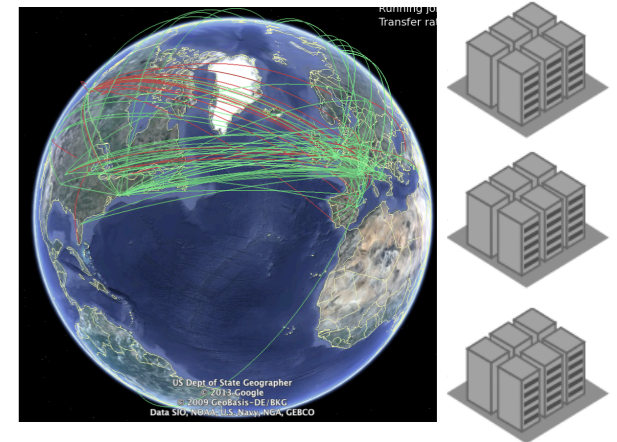 Running jo
Transfer rat
US Dept of State Geographer
© 2013 Google
© 2009 GeoBasis-DE/BKG
Data SIO, NOAA, U.S. Navy, NGA, GEBCO